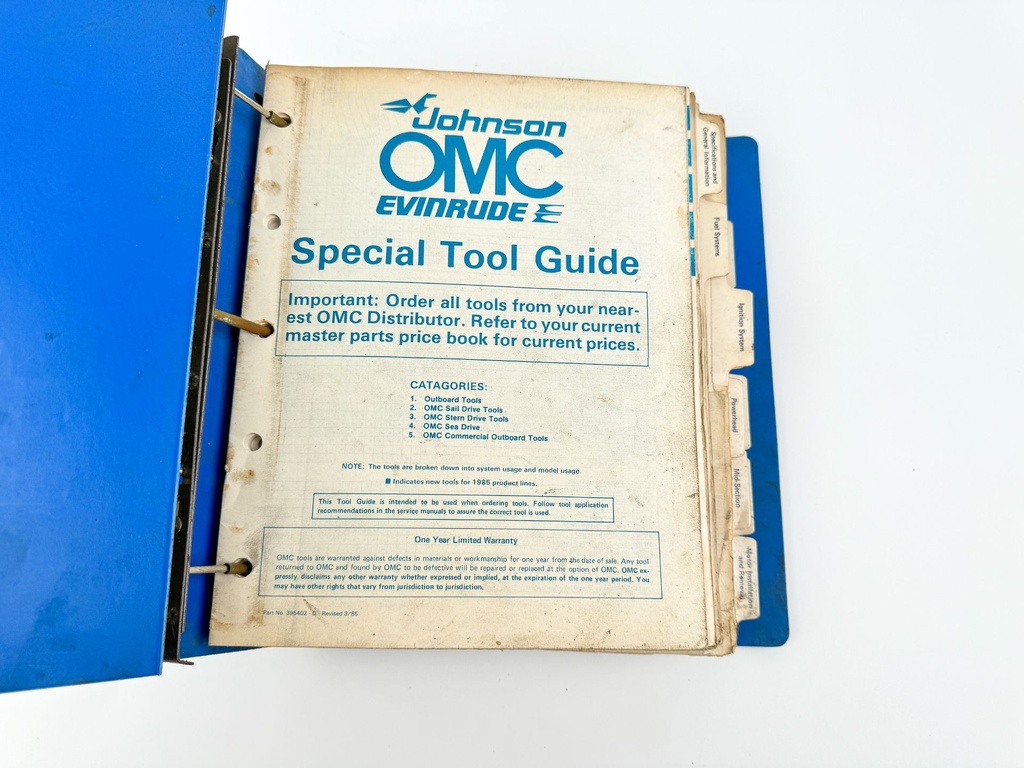 Johnson
OMC
EVINRUDE
Special Tool Guide
Important: Order all tools from your near-
est OMC Distributor. Refer to your current
master parts price book for current prices.
CATAGORIES:
1. Outboard Tools
2. OMC Sail Drive Tools
3. OMC Stern Drive Tools
4. OMC Sea Drive
5. OMC Commercial Outboard Tools
NOTE: The tools are broken down into system usage and model usage.
■ Indicates new tools for 1985 product lines.
This Tool Guide is intended to be used when ordering tools. Follow tool application
recommendations in the service manuals to assure the correct tool is used.
One Year Limited Warranty
OMC tools are warranted against defects in materials or workmanship for one year from the date of sale. Any tool
returned to OMC and found by OMC to be defective will be repaired or replaced at the option of OMC. OMC ex-
pressly disclaims any other warranty whether expressed or implied, at the expiration of the one year period. You
may have other rights that vary from jurisdiction to jurisdiction.
Part No. 395402 - D - Revised 3/85
Specifications and
General Information
Fuel Systems
Ignition System
Powerhead
Mid-Section
Motor Installation
and